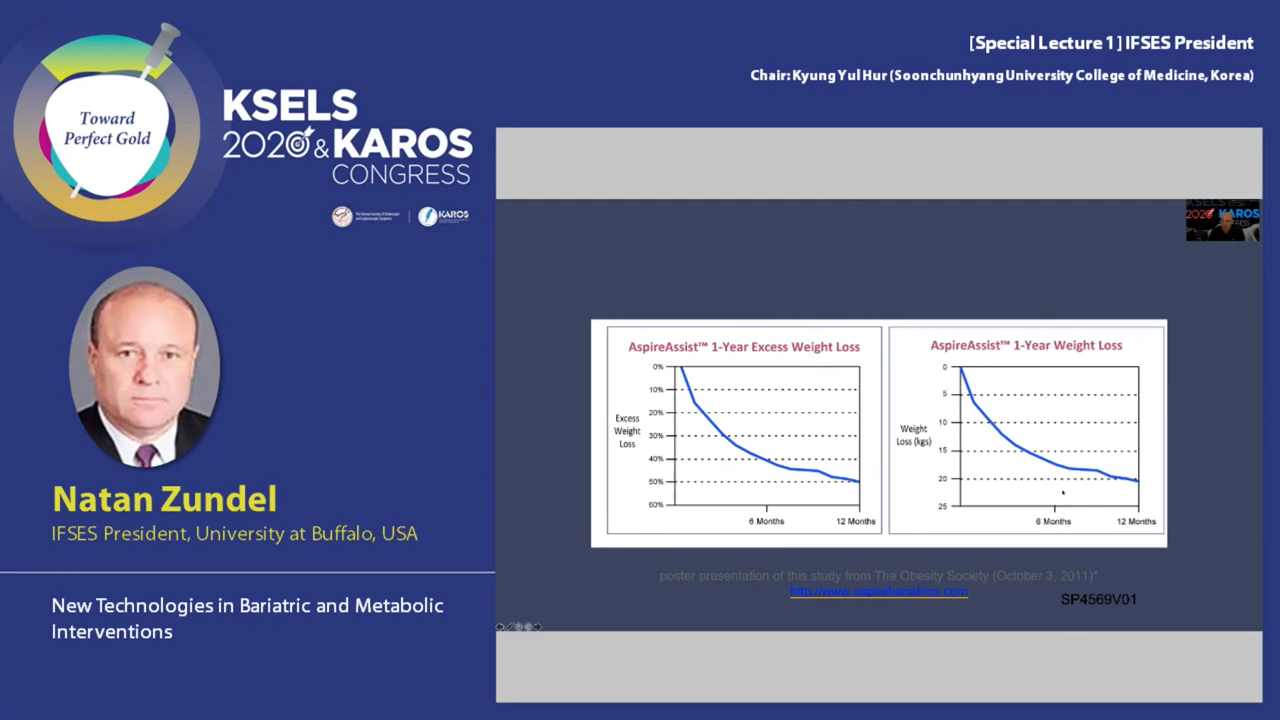 [Special Lecture 1] IFSES President
Chair: Kyung Yul Hur (Soonchunhyang University College of Medicine, Korea)
Toward
Perfect Gold
KSELS
2020 & KAROS
CONGRESS
KAROS
Natan Zundel
IFSES President, University at Buffalo, USA
New Technologies in Bariatric and Metabolic
Interventions
KSELS
2020 KAROS
AspireAssist™ 1-Year Excess Weight Loss
0%
10%
20%
30%
40%
50%
60%
Excess
Weight
Loss
6 Months
12 Months
AspireAssist™ 1-Year Weight Loss
0
5
10
15
20
25
Weight
Loss (kgs)
6 Months
12 Months
poster presentation of this study from The Obesity Society (October 3, 2011)*
http://www.aspirebariatrics.com
SP4569V01